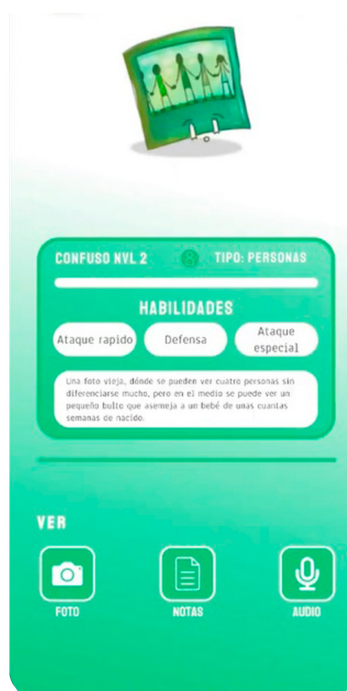 CONFUSO NVL 2
TIPO: PERSONAS
HABILIDADES
Ataque rapido
Defensa
Ataque
especial
Una foto vieja, dónde se pueden ver cuatro personas sin
diferenciarse mucho, pero en el medio se puede ver un
pequeño bulto que asemeja a un bebé de unas cuantas
semanas de nacido.
VER
FOTO
NOTAS
AUDIO